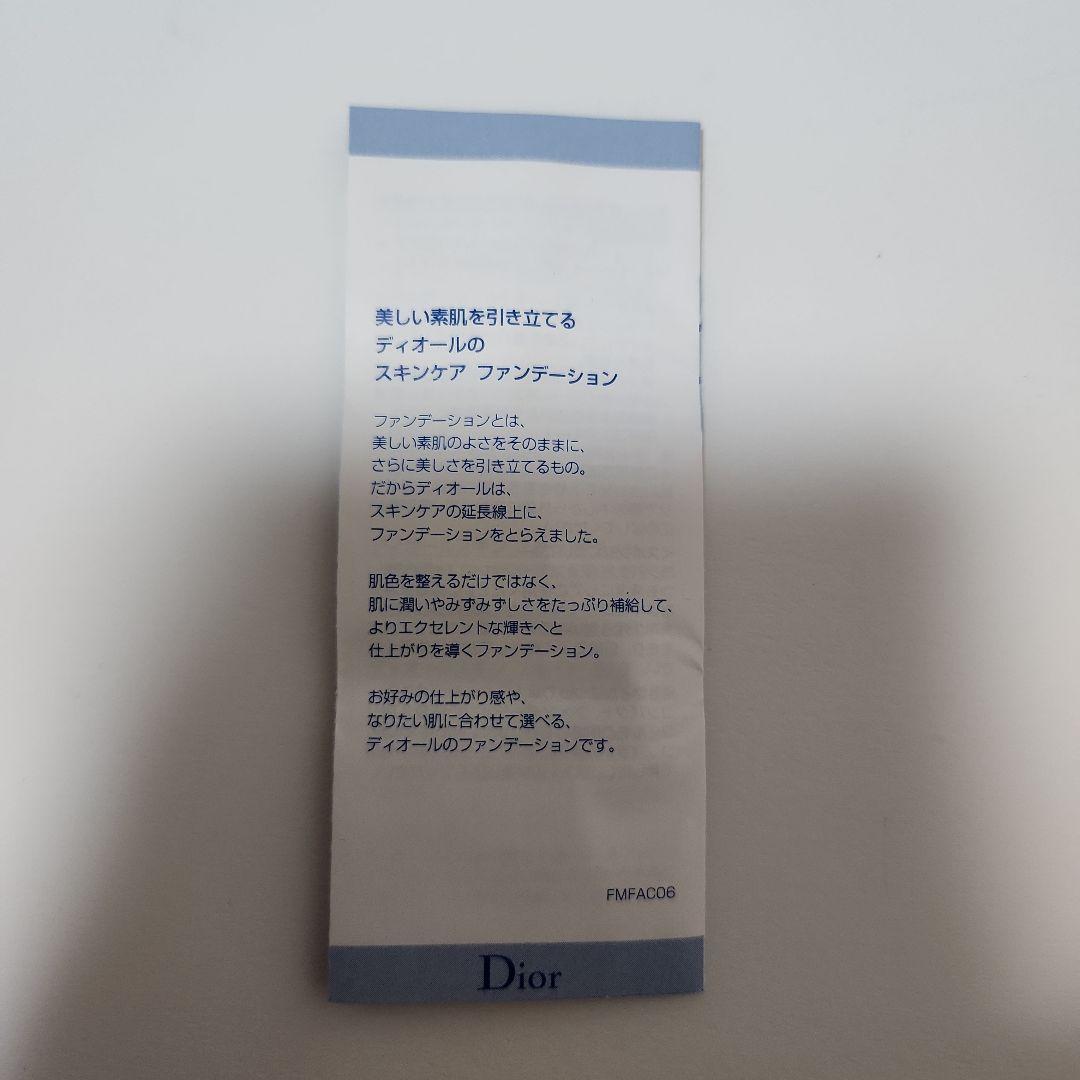 美しい素肌を引き立てる
ディオールの
スキンケア ファンデーション
ファンデーションとは、
美しい素肌のよさをそのままに、
さらに美しさを引き立てるもの。
だからディオールは、
スキンケアの延長線上に、
ファンデーションをとらえました。
肌色を整えるだけではなく、
肌に潤いやみずみずしさをたっぷり補給して、
よりエクセレントな輝きへと
仕上がりを導くファンデーション。
お好みの仕上がり感や、
なりたい肌に合わせて選べる、
ディオールのファンデーションです。
FMFAC06
Dior